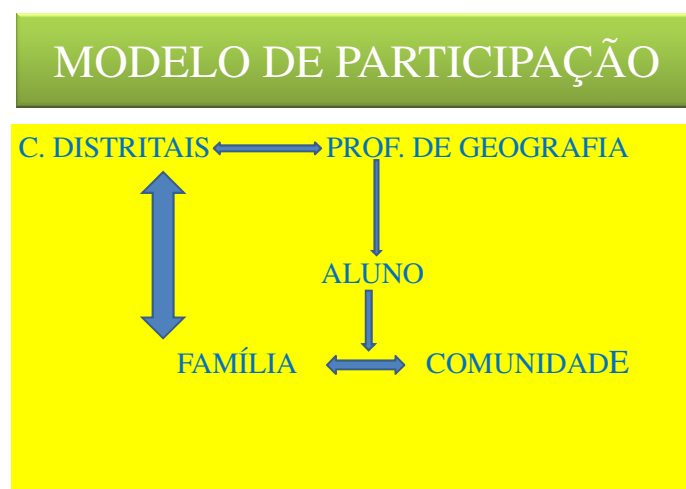 MODELO DE PARTICIPAÇÃO
C. DISTRITAIS PROF. DE GEOGRAFIA
ALUNO
FAMÍLIA COMUNIDADE